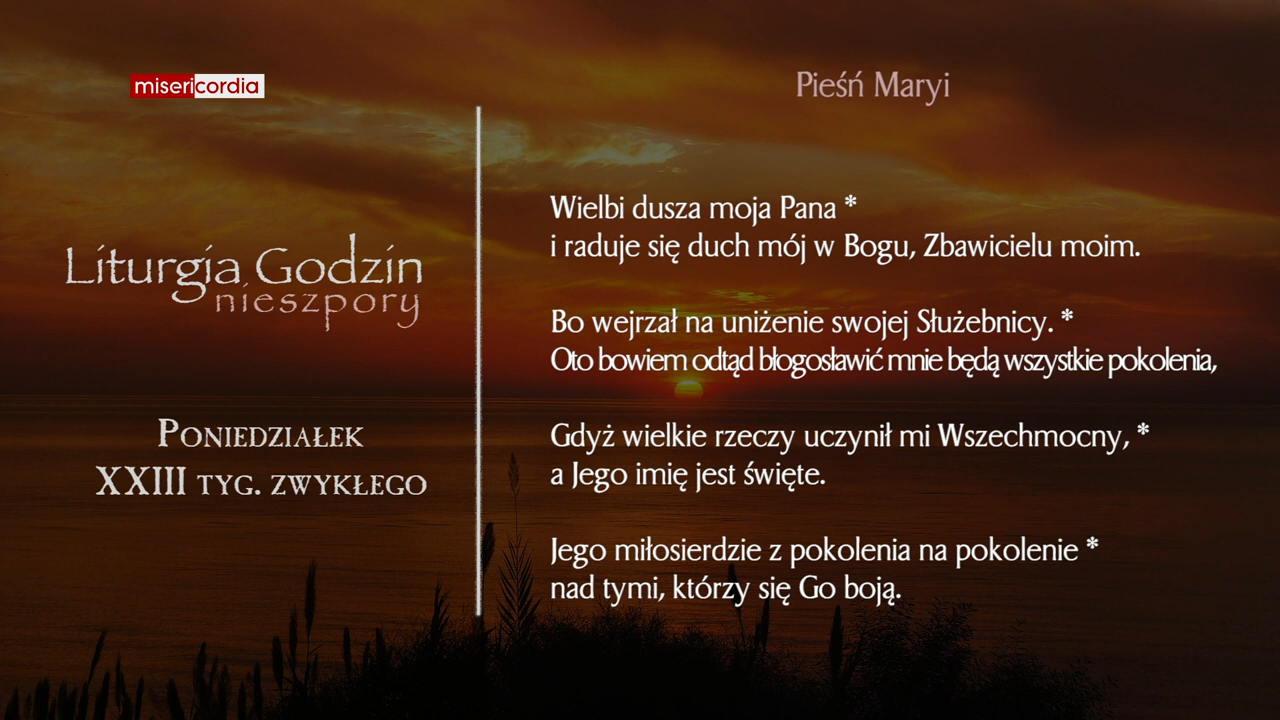 misericordia
Liturgia Godzin
nieszpory
Poniedziałek
XXIII tyg. zwykłego
Pieśń Maryi
Wielbi dusza moja Pana *
i raduje się duch mój w Bogu, Zbawicielu moim.
Bo wejrzał na uniżenie swojej Służebnicy. *
Oto bowiem odtąd błogosławić mnie będą wszystkie pokolenia,
Gdyż wielkie rzeczy uczynił mi Wszechmocny, *
a Jego imię jest święte.
Jego miłosierdzie z pokolenia na pokolenie *
nad tymi, którzy się Go boją.